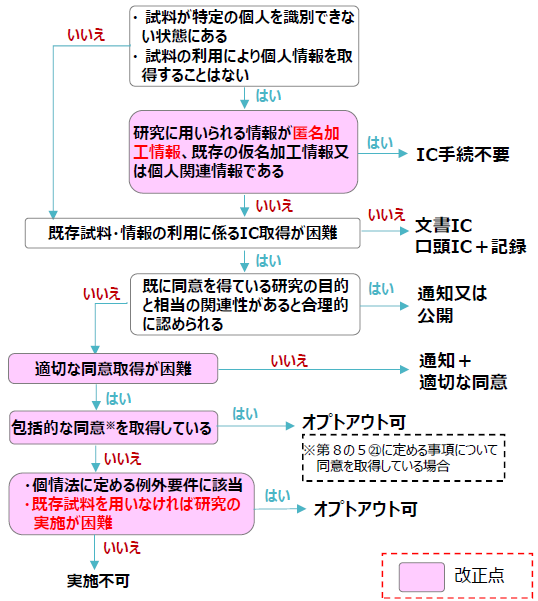 ・ 試料が特定の個人を識別できな
い状態にある
・ 試料の利用により個人情報を取
得することはない
いいえ
はい
研究に用いられる情報が匿名加
工情報、既存の仮名加工情報又
は個人関連情報である
はい
IC手続不要
いいえ
既存試料・情報の利用に係るIC取得が困難
いいえ
文書IC
口頭IC＋記録
はい
既に同意を得ている研究の目的
と相当の関連性があると合理的
に認められる
はい
通知又は
公開
いいえ
適切な同意取得が困難
いいえ
通知＋
適切な同意
はい
包括的な同意※を取得している
はい
オプトアウト可
※第８の５㉑に定める事項について
同意を取得している場合
いいえ
・個情法に定める例外要件に該当
・既存試料を用いなければ研究の
実施が困難
はい
オプトアウト可
いいえ
実施不可
改正点